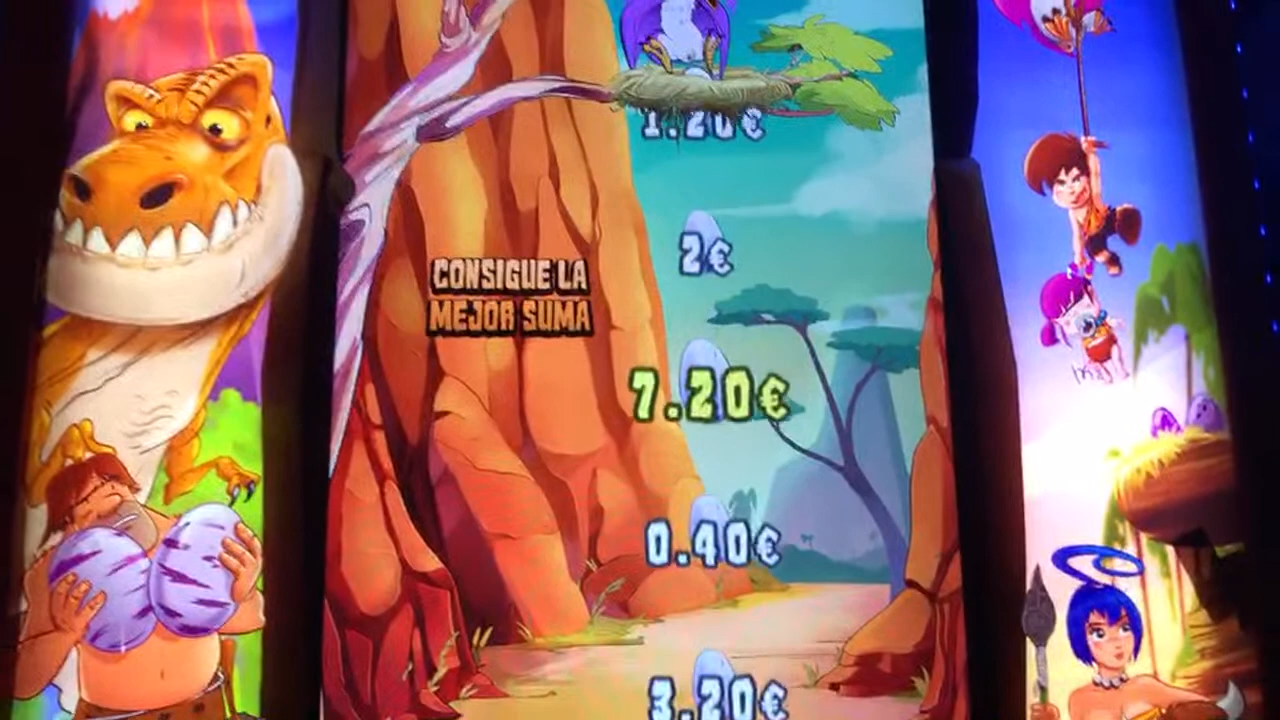 1.20€
2€
CONSIGUE LA
MEJOR SUMA
7.20€
0.40€
3.20€